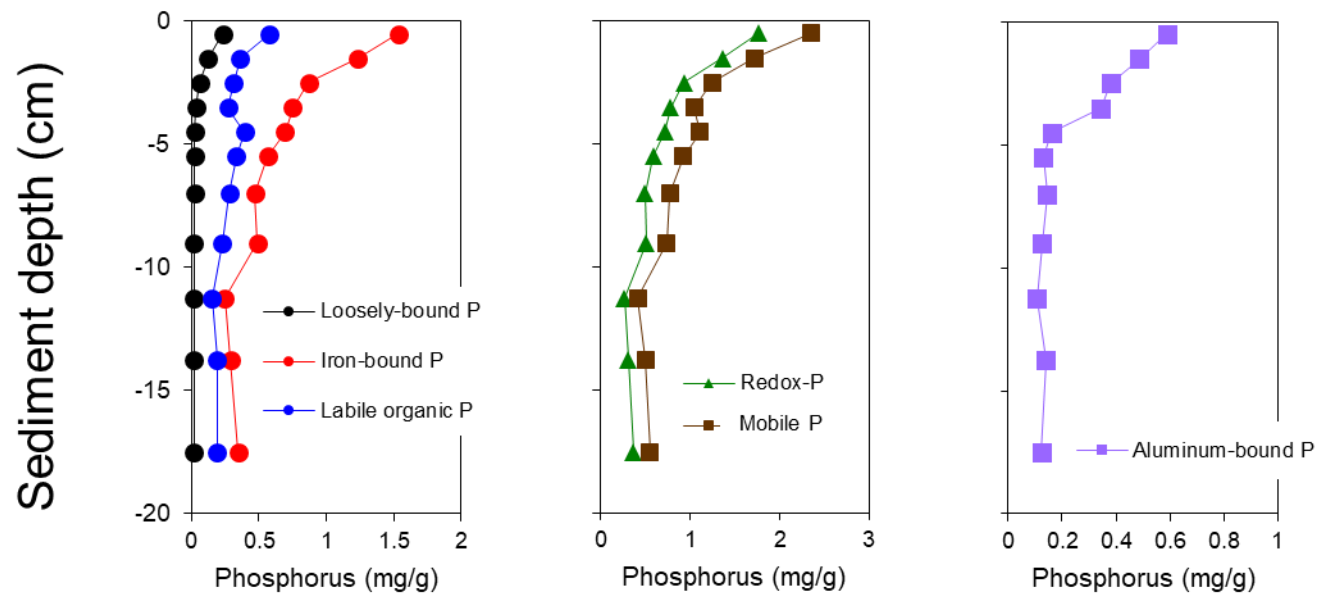 Sediment depth (cm)
0
-5
-10
-15
-20
Loosely-bound P
Iron-bound P
Labile organic P
0 0.5 1 1.5 2
Phosphorus (mg/g)
Redox-P
Mobile P
0 1 2 3
Phosphorus (mg/g)
Aluminum-bound P
0 0.2 0.4 0.6 0.8 1
Phosphorus (mg/g)